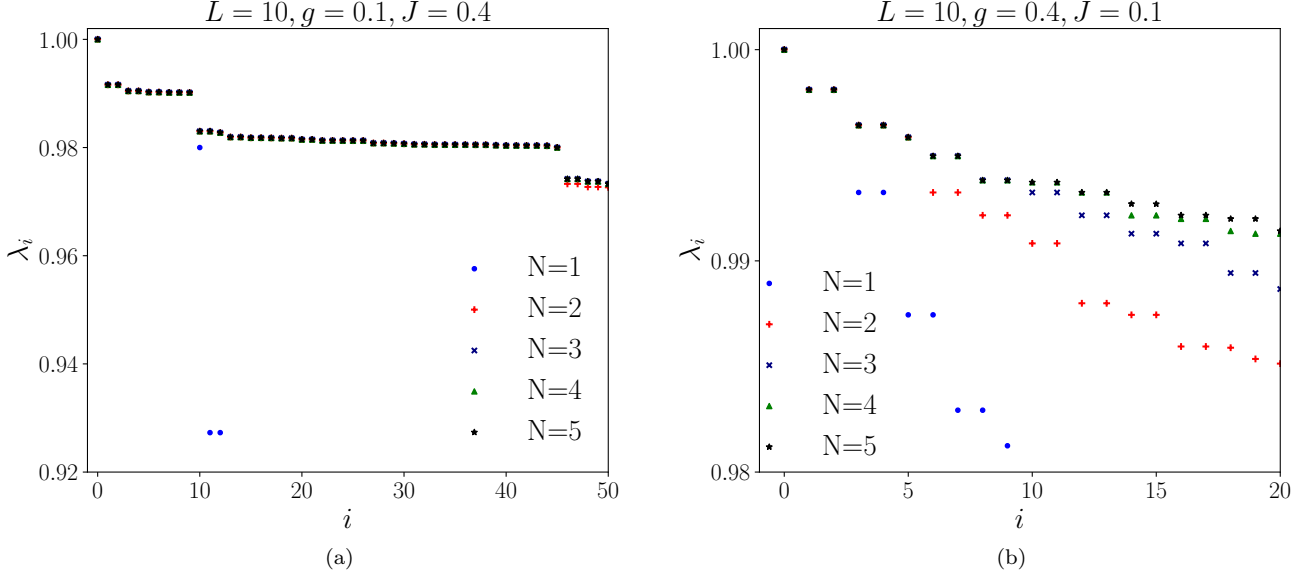 L = 10, g = 0.1, J = 0.4
1.00
0.98
0.96
0.94
0.92
λ_i
N=1
N=2
N=3
N=4
N=5
0 10 20 30 40 50
i
(a)
L = 10, g = 0.4, J = 0.1
1.00
0.99
0.98
λ_i
N=1
N=2
N=3
N=4
N=5
0 5 10 15 20
i
(b)